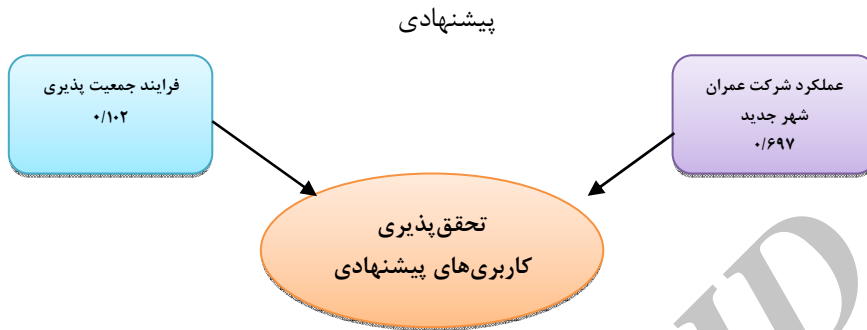 پیشنهادی
عملکرد شرکت عمران
شهر جدید
۰/۶۹۷
فرایند جمعیت پذیری
۰/۱۰۲
تحقق‌پذیری
کاربری‌های پیشنهادی